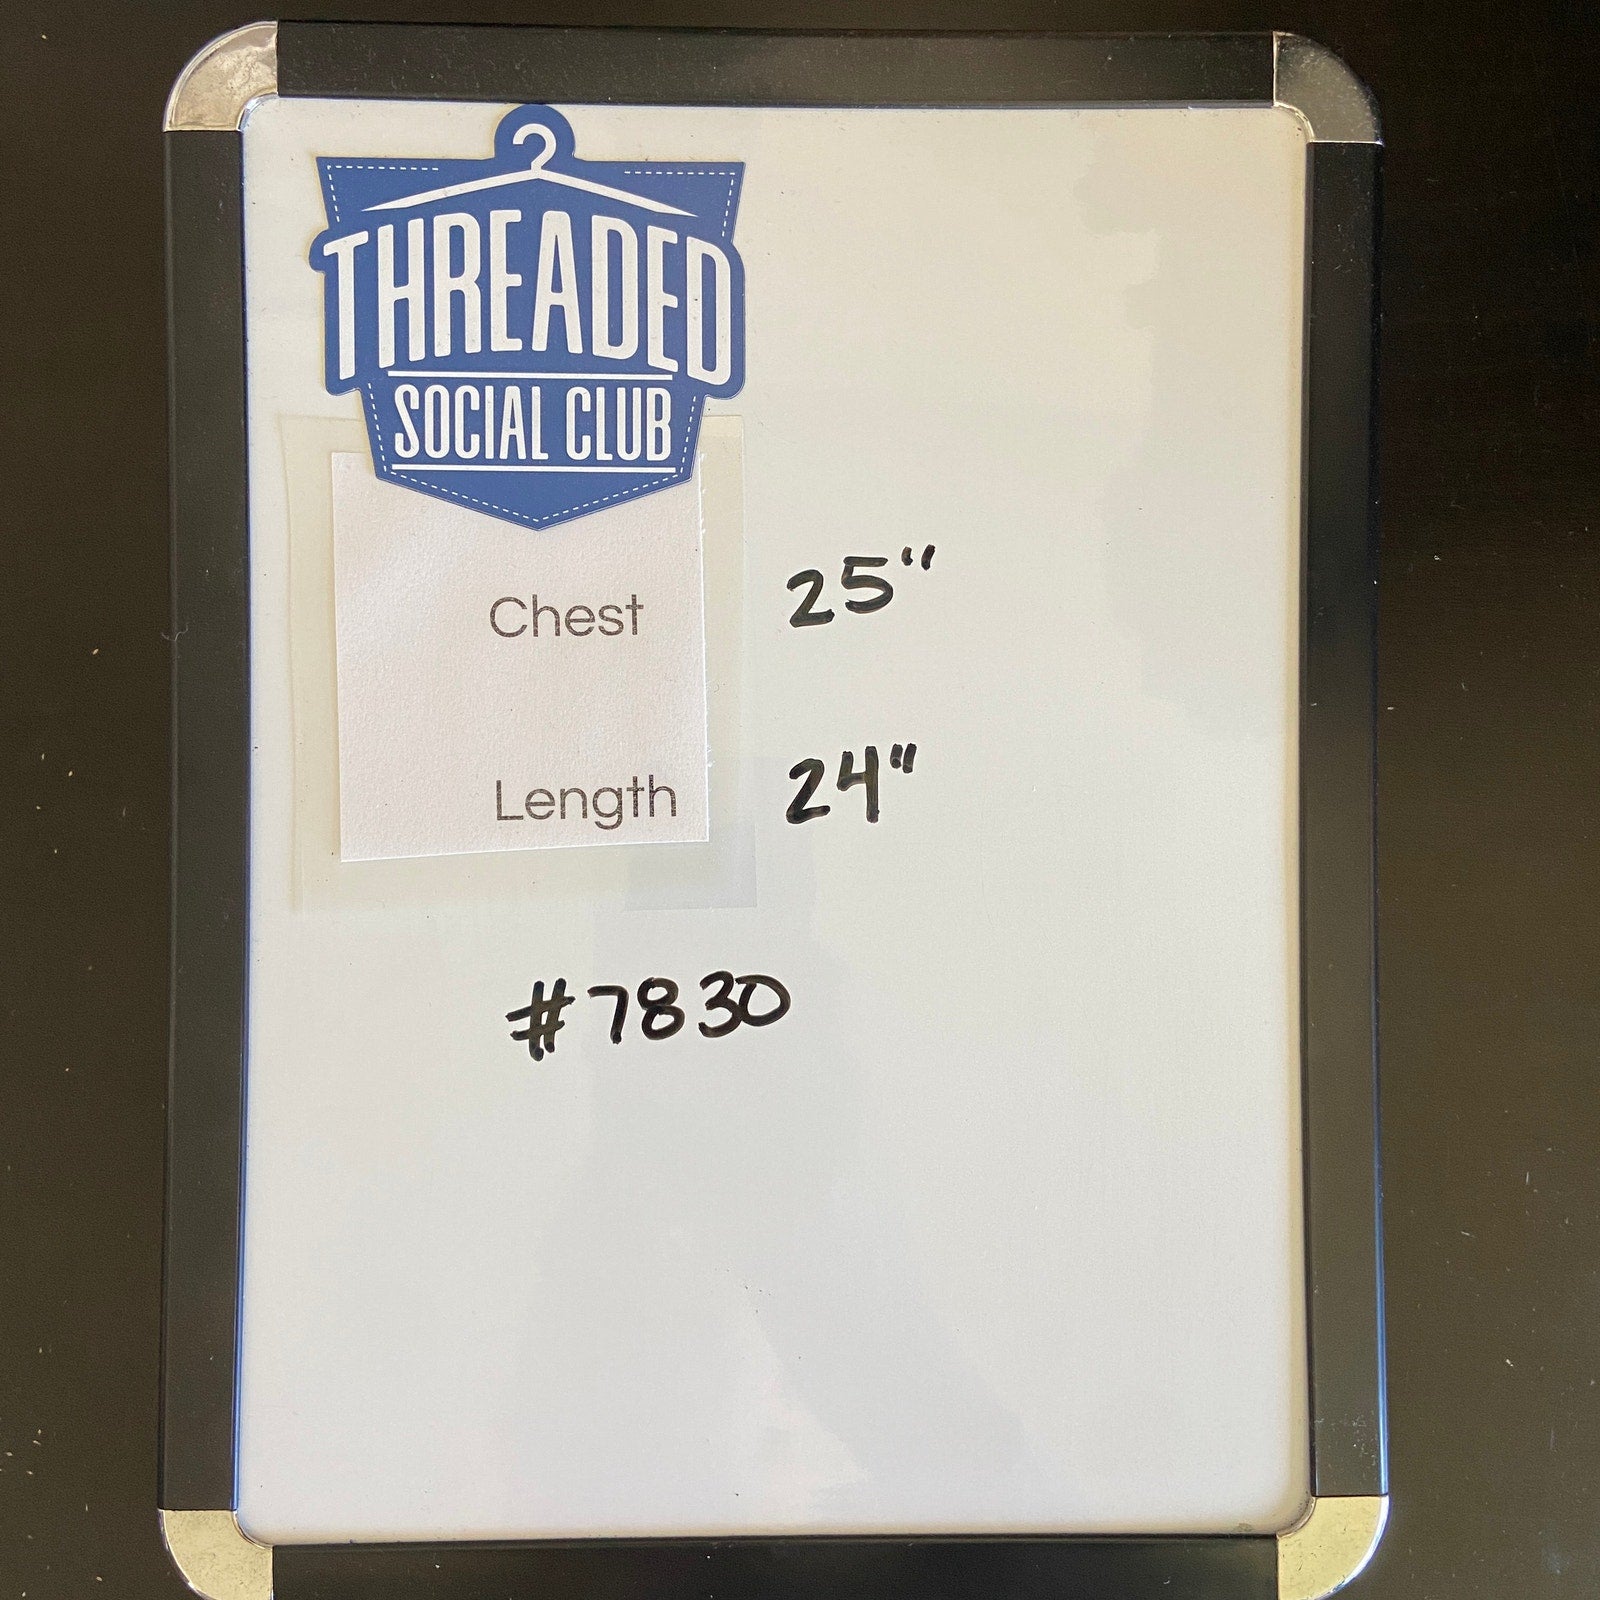 THREADED
SOCIAL CLUB
Chest 25"
Length 24"
#7830